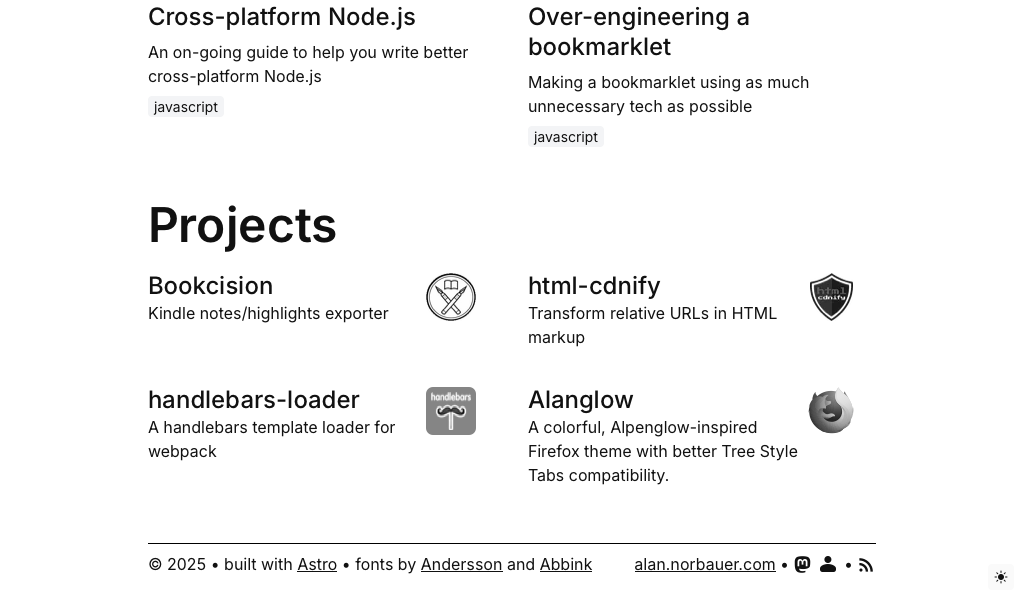 Cross-platform Node.js
An on-going guide to help you write better
cross-platform Node.js
javascript
Over-engineering a
bookmarklet
Making a bookmarklet using as much
unnecessary tech as possible
javascript
Projects
Bookcision
Kindle notes/highlights exporter
html-cdnify
Transform relative URLs in HTML
markup
html
cdnify
handlebars-loader
A handlebars template loader for
webpack
handlebars
Alanglow
A colorful, Alpenglow-inspired
Firefox theme with better Tree Style
Tabs compatibility.
© 2025 • built with Astro • fonts by Andersson and Abbink
alan.norbauer.com • •